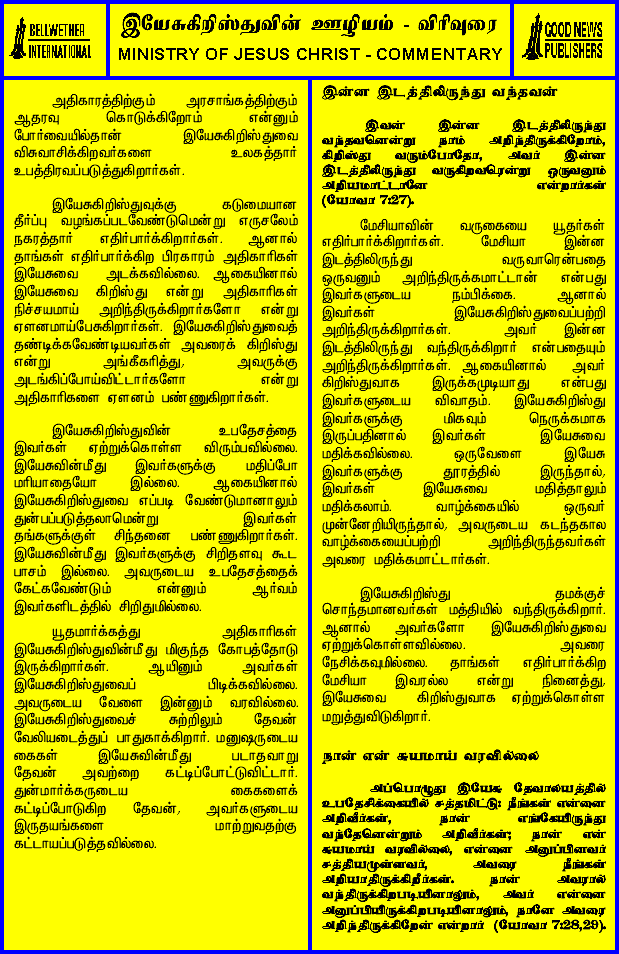 BELLWETHER
INTERNATIONAL
இயேசுகிறிஸ்துவின் ஊழியம் - விரிவுரை
MINISTRY OF JESUS CHRIST - COMMENTARY
GOOD NEWS
PUBLISHERS
அதிகாரத்திற்கும் அரசாங்கத்திற்கும்
ஆதரவு கொடுக்கிறோம் என்னும்
போர்வையில்தான் இயேசுகிறிஸ்துவை
விசுவாசிக்கிறவர்களை உலகத்தார்
உபத்திரவப்படுத்துகிறார்கள்.
இயேசுகிறிஸ்துவுக்கு கடுமையான
தீர்ப்பு வழங்கப்படவேண்டுமென்று எருசலேம்
நகரத்தார் எதிர்பார்க்கிறார்கள். ஆனால்
தாங்கள் எதிர்பார்க்கிற பிரகாரம் அதிகாரிகள்
இயேசுவை அடக்கவில்லை. ஆகையினால்
இயேசுவை கிறிஸ்து என்று அதிகாரிகள்
நிச்சயமாய் அறிந்திருக்கிறார்களோ என்று
ஏளனமாய்பேசுகிறார்கள். இயேசுகிறிஸ்துவைத்
தண்டிக்கவேண்டியவர்கள் அவரைக் கிறிஸ்து
என்று அங்கீகரித்து, அவருக்கு
அடங்கிப்போய்விட்டார்களோ என்று
அதிகாரிகளை ஏளனம் பண்ணுகிறார்கள்.
இயேசுகிறிஸ்துவின் உபதேசத்தை
இவர்கள் ஏற்றுக்கொள்ள விரும்பவில்லை.
இயேசுவின்மீது இவர்களுக்கு மதிப்போ
மரியாதையோ இல்லை. ஆகையினால்
இயேசுகிறிஸ்துவை எப்படி வேண்டுமானாலும்
துன்பப்படுத்தலாமென்று இவர்கள்
தங்களுக்குள் சிந்தனை பண்ணுகிறார்கள்.
இயேசுவின்மீது இவர்களுக்கு சிறிதளவு கூட
பாசம் இல்லை. அவருடைய உபதேசத்தைக்
கேட்கவேண்டும் என்னும் ஆர்வம்
இவர்களிடத்தில் சிறிதுமில்லை.
யூதமார்க்கத்து அதிகாரிகள்
இயேசுகிறிஸ்துவின்மீது மிகுந்த கோபத்தோடு
இருக்கிறார்கள். ஆயினும் அவர்கள்
இயேசுகிறிஸ்துவைப் பிடிக்கவில்லை.
அவருடைய வேளை இன்னும் வரவில்லை.
இயேசுகிறிஸ்துவைச் சுற்றிலும் தேவன்
வேலியடைத்துப் பாதுகாக்கிறார். மனுஷருடைய
கைகள் இயேசுவின்மீது படாதவாறு
தேவன் அவற்றை கட்டிப்போட்டுவிட்டார்.
துன்மார்க்கருடைய கைகளைக்
கட்டிப்போடுகிற தேவன், அவர்களுடைய
இருதயங்களை மாற்றுவதற்கு
கட்டாயப்படுத்தவில்லை.
இன்ன இடத்திலிருந்து வந்தவன்
இவன் இன்ன இடத்திலிருந்து
வந்தவனென்று நாம் அறிந்திருக்கிறோம்,
கிறிஸ்து வரும்போதோ, அவர் இன்ன
இடத்திலிருந்து வருகிறவரென்று ஒருவனும்
அறியமாட்டானே என்றார்கள்
(யோவா 7:27).
மேசியாவின் வருகையை யூதர்கள்
எதிர்பார்க்கிறார்கள். மேசியா இன்ன
இடத்திலிருந்து வருவாரென்பதை
ஒருவனும் அறிந்திருக்கமாட்டான் என்பது
இவர்களுடைய நம்பிக்கை. ஆனால்
இவர்கள் இயேசுகிறிஸ்துவைப்பற்றி
அறிந்திருக்கிறார்கள். அவர் இன்ன
இடத்திலிருந்து வந்திருக்கிறார் என்பதையும்
அறிந்திருக்கிறார்கள். ஆகையினால் அவர்
கிறிஸ்துவாக இருக்கமுடியாது என்பது
இவர்களுடைய விவாதம். இயேசுகிறிஸ்து
இவர்களுக்கு மிகவும் நெருக்கமாக
இருப்பதினால் இவர்கள் இயேசுவை
மதிக்கவில்லை. ஒருவேளை இயேசு
இவர்களுக்கு தூரத்தில் இருந்தால்,
இவர்கள் இயேசுவை மதித்தாலும்
மதிக்கலாம். வாழ்க்கையில் ஒருவர்
முன்னேறியிருந்தால், அவருடைய கடந்தகால
வாழ்க்கையைப்பற்றி அறிந்திருந்தவர்கள்
அவரை மதிக்கமாட்டார்கள்.
இயேசுகிறிஸ்து தமக்குச்
சொந்தமானவர்கள் மத்தியில் வந்திருக்கிறார்.
ஆனால் அவர்களோ இயேசுகிறிஸ்துவை
ஏற்றுக்கொள்ளவில்லை. அவரை
நேசிக்கவுமில்லை. தாங்கள் எதிர்பார்க்கிற
மேசியா இவரல்ல என்று நினைத்து,
இயேசுவை கிறிஸ்துவாக ஏற்றுக்கொள்ள
மறுத்துவிடுகிறார்.
நான் என் சுயமாய் வரவில்லை
அப்பொழுது இயேசு தேவாலயத்தில்
உபதேசிக்கையில் சத்தமிட்டு: நீங்கள் என்னை
அறிவீர்கள், நான் எங்கேயிருந்து
வந்தேனென்றும் அறிவீர்கள்; நான் என்
சுயமாய் வரவில்லை, என்னை அனுப்பினவர்
சத்தியமுள்ளவர், அவரை நீங்கள்
அறியாதிருக்கிறீர்கள். நான் அவரால்
வந்திருக்கிறபடியினாலும், அவர் என்னை
அனுப்பியிருக்கிறபடியினாலும், நானே அவரை
அறிந்திருக்கிறேன் என்றார் (யோவா 7:28,29).